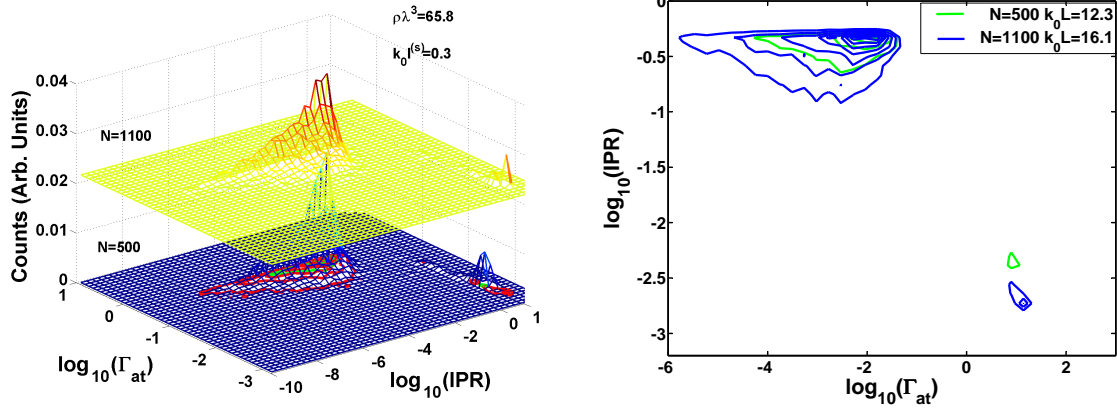 ρλ³=65.8
k₀l⁽ˢ⁾=0.3
0.04
0.03
0.02
0.01
0
Counts (Arb. Units)
N=1100
N=500
1
0
-1
-2
-3
log₁₀(Γat)
-10
-8
-6
-4
-2
0
1
log₁₀(IPR)
N=500 k₀L=12.3
N=1100 k₀L=16.1
0
-0.5
-1
-1.5
-2
-2.5
-3
log₁₀(IPR)
-6
-4
-2
0
2
log₁₀(Γat)